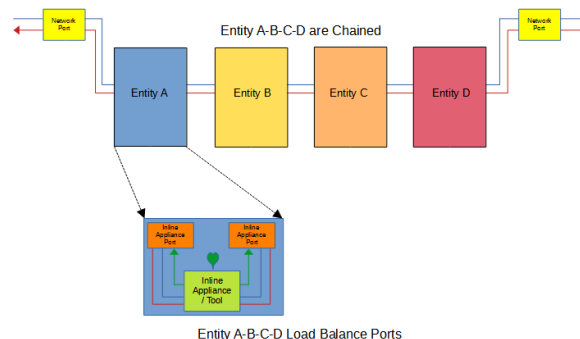 Entity A-B-C-D are Chained
Network
Port
Network
Port
Entity A
Entity B
Entity C
Entity D
Inline
Appliance
Port
Inline
Appliance
Port
Inline
Appliance
/ Tool
Entity A-B-C-D Load Balance Ports